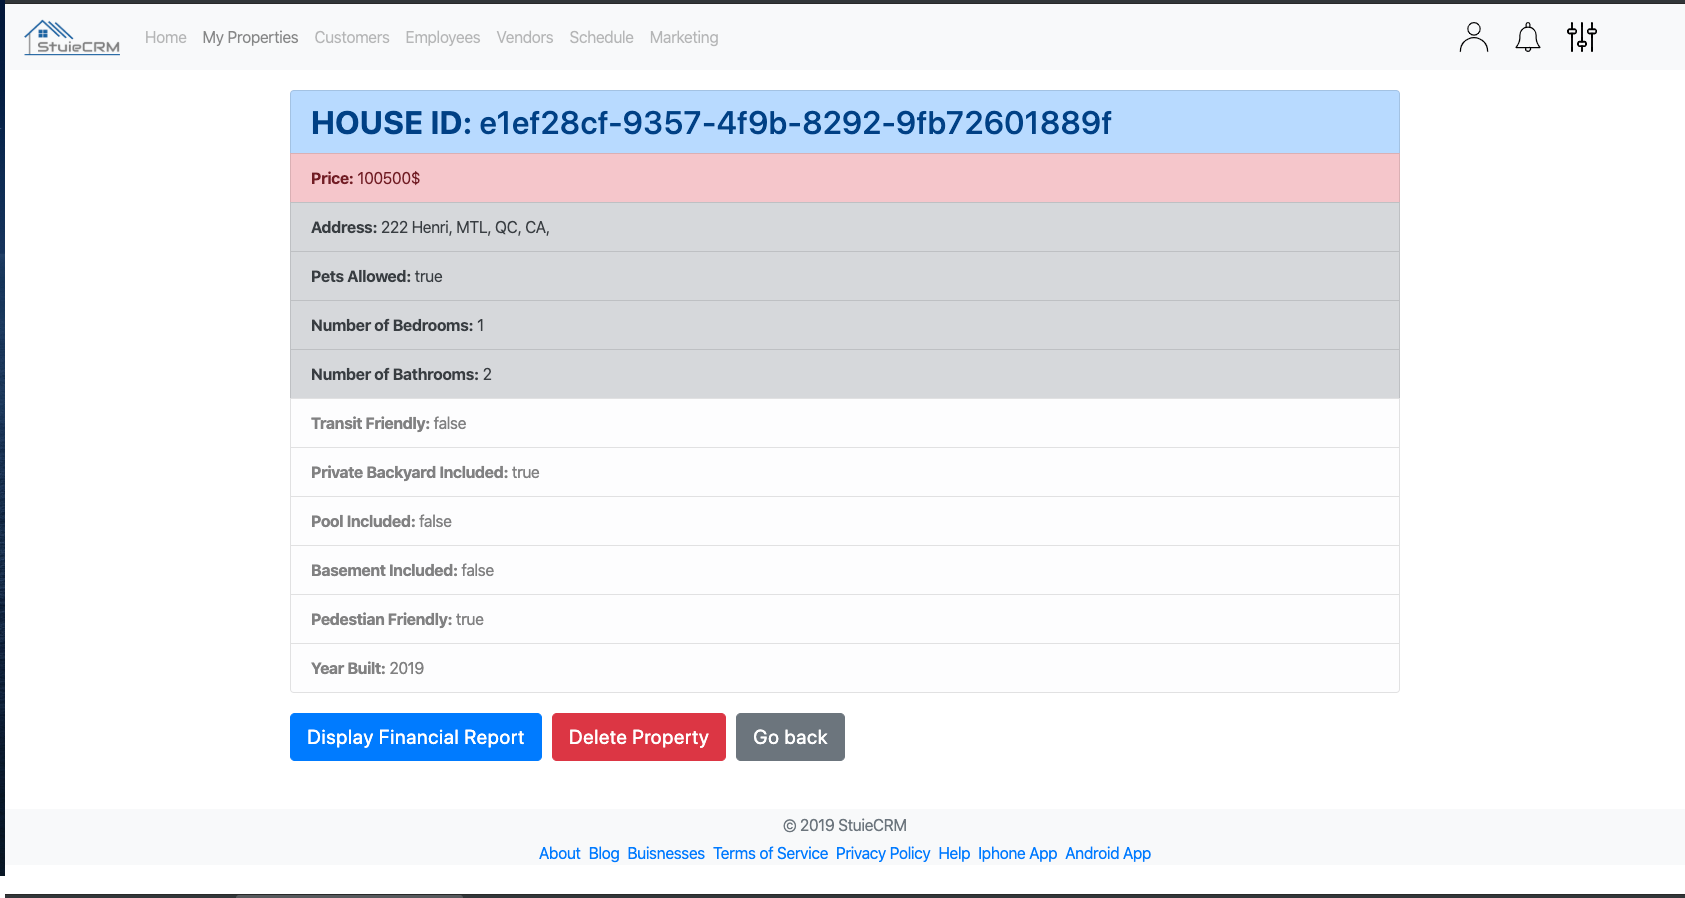 StuieCRM
Home My Properties Customers Employees Vendors Schedule Marketing
HOUSE ID: e1ef28cf-9357-4f9b-8292-9fb72601889f
Price: 100500$
Address: 222 Henri, MTL, QC, CA,
Pets Allowed: true
Number of Bedrooms: 1
Number of Bathrooms: 2
Transit Friendly: false
Private Backyard Included: true
Pool Included: false
Basement Included: false
Pedestian Friendly: true
Year Built: 2019
Display Financial Report Delete Property Go back
© 2019 StuieCRM
About Blog Buisnesses Terms of Service Privacy Policy Help Iphone App Android App